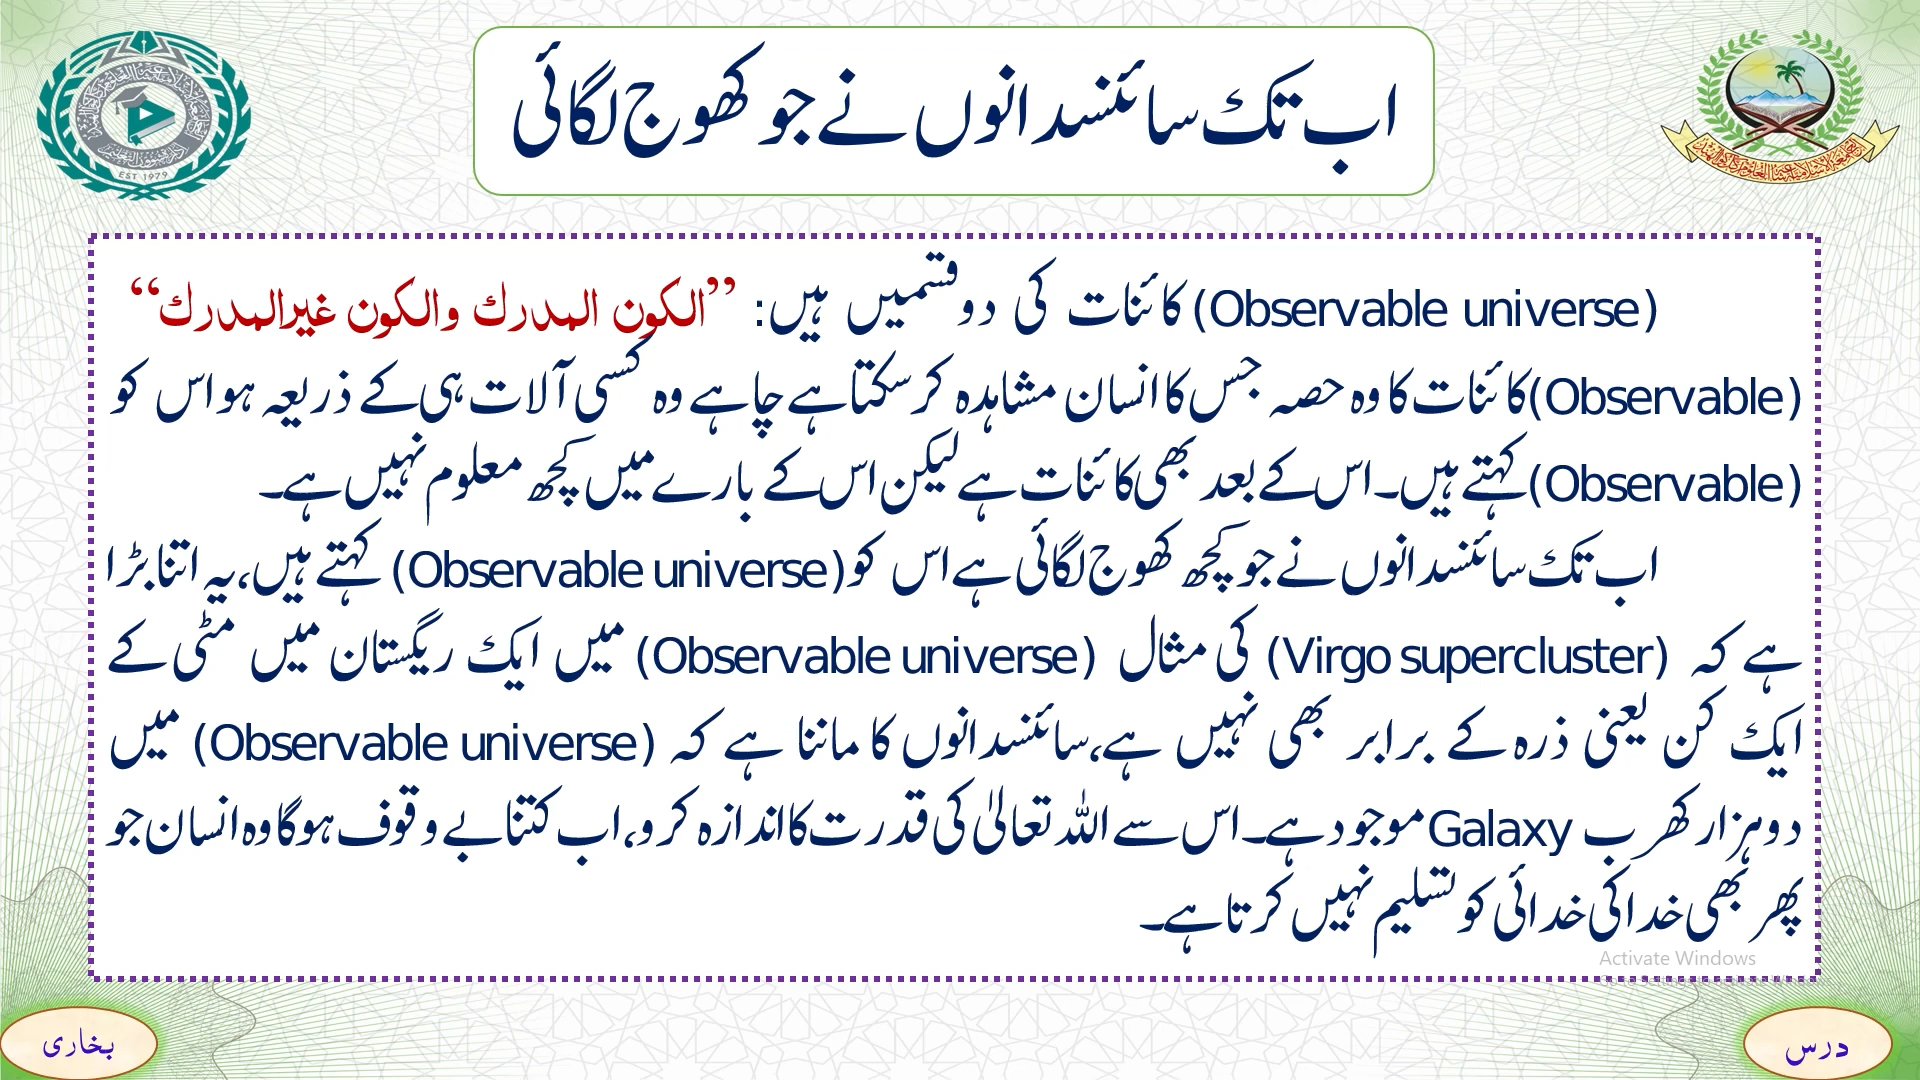 اب تک سائنسدانوں نے جو کھوج لگائی
(Observable universe) کائنات کی دو قسمیں ہیں: ”الکون المدرك والکون غیرالمدرك“
(Observable)کائنات کا وہ حصہ جس کا انسان مشاہدہ کرسکتا ہے چاہے وہ کسی آلات ہی کے ذریعہ ہو اس کو
(Observable)کہتے ہیں۔ اس کے بعد بھی کائنات ہے لیکن اس کے بارے میں کچھ معلوم نہیں ہے۔
اب تک سائنسدانوں نے جو کچھ کھوج لگائی ہے اس کو(Observable universe) کہتے ہیں، یہ اتنا بڑا
ہے کہ (Virgo supercluster) کی مثال (Observable universe) میں ایک ریگستان میں مٹی کے
ایک کن یعنی ذرہ کے برابر بھی نہیں ہے، سائنسدانوں کا ماننا ہے کہ (Observable universe) میں
دو ہزار کھرب Galaxyموجود ہے۔ اس سے اللہ تعالیٰ کی قدرت کا اندازہ کرو، اب کتنا بے وقوف ہوگا وہ انسان جو
پھر بھی خدا کی خدائی کو تسلیم نہیں کرتا ہے۔
Activate Windows
درس
بخاری
EST 1979